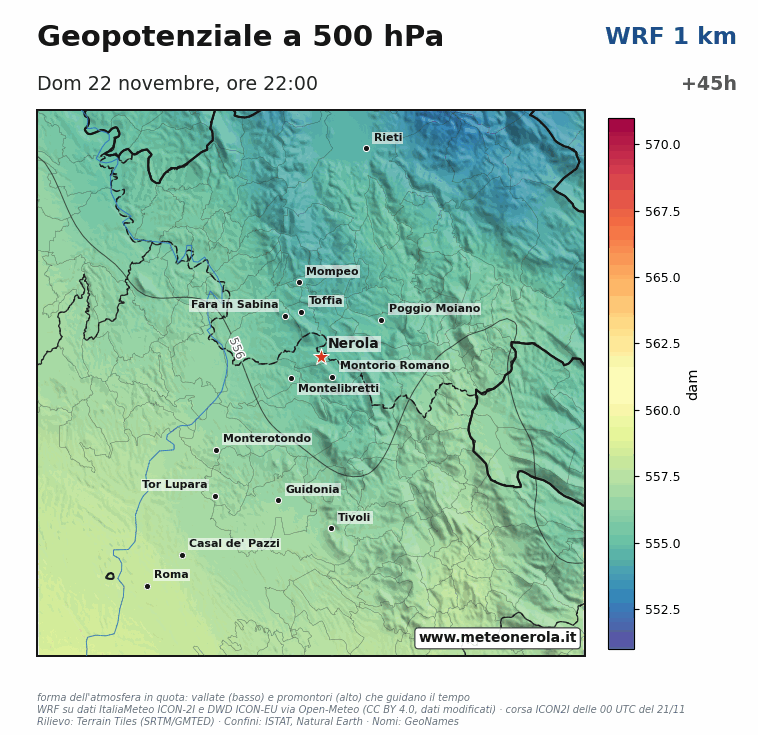 Geopotenziale a 500 hPa
WRF 1 km
Dom 22 novembre, ore 22:00
+45h
Rieti
Mompeo
Toffia
Fara in Sabina
Poggio Moiano
556
Nerola
Montorio Romano
Montelibretti
Monterotondo
Tor Lupara
Guidonia
Tivoli
Casal de' Pazzi
Roma
www.meteonerola.it
570.0
567.5
565.0
562.5
560.0
557.5
555.0
552.5
dam
forma dell'atmosfera in quota: vallate (basso) e promontori (alto) che guidano il tempo
WRF su dati ItaliaMeteo ICON-2I e DWD ICON-EU via Open-Meteo (CC BY 4.0, dati modificati) · corsa ICON2I delle 00 UTC del 21/11
Rilievo: Terrain Tiles (SRTM/GMTED) · Confini: ISTAT, Natural Earth · Nomi: GeoNames